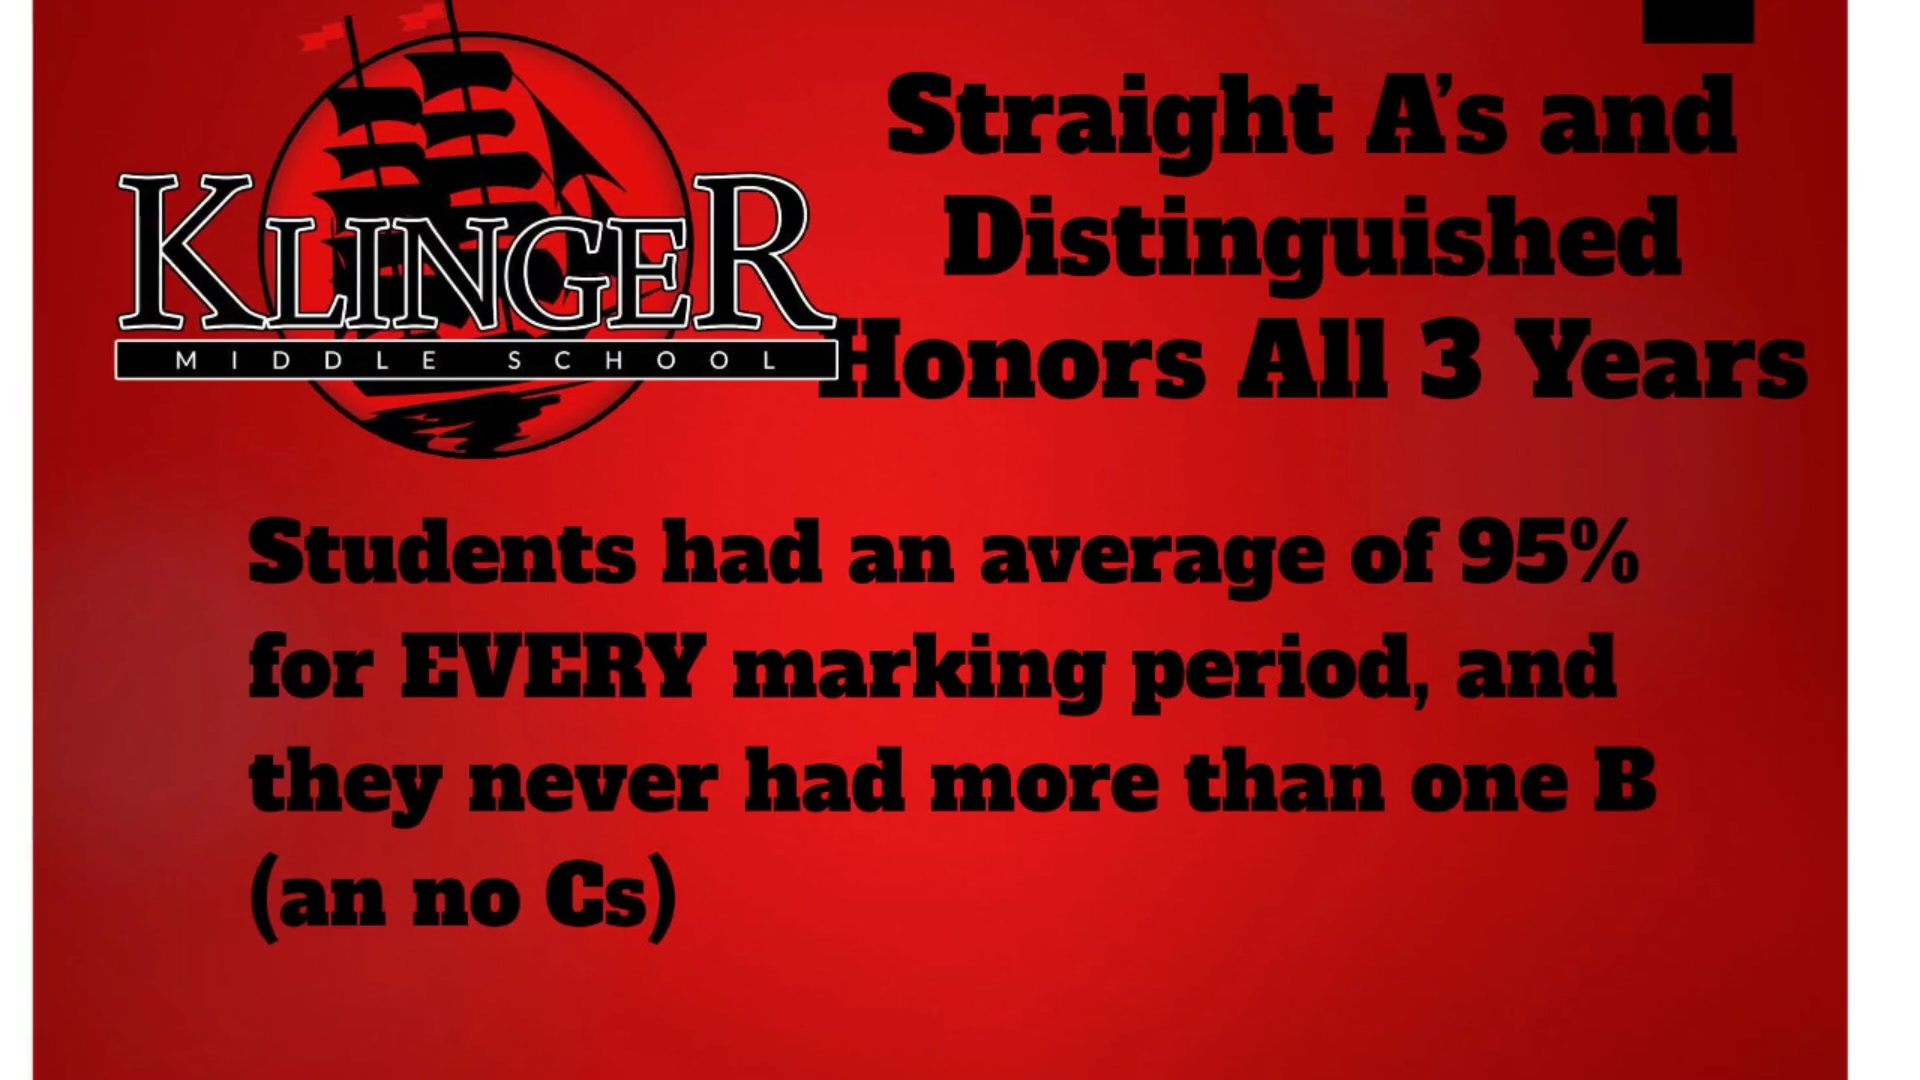 KLINGER
MIDDLE SCHOOL
Straight A's and
Distinguished
Honors All 3 Years
Students had an average of 95%
for EVERY marking period, and
they never had more than one B
(an no Cs)